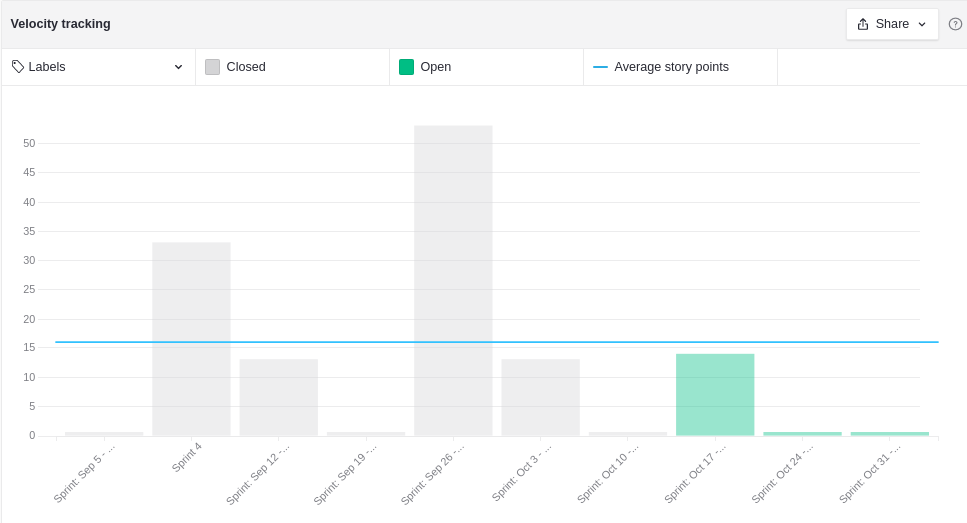 Velocity tracking
Share
?
Labels
Closed
Open
Average story points
50
45
40
35
30
25
20
15
10
5
0
Sprint: Sep 5 - ...
Sprint 4
Sprint: Sep 12 -...
Sprint: Sep 19 -...
Sprint: Sep 26 -...
Sprint: Oct 3 - ...
Sprint: Oct 10 -...
Sprint: Oct 17 -...
Sprint: Oct 24 -...
Sprint: Oct 31 -...